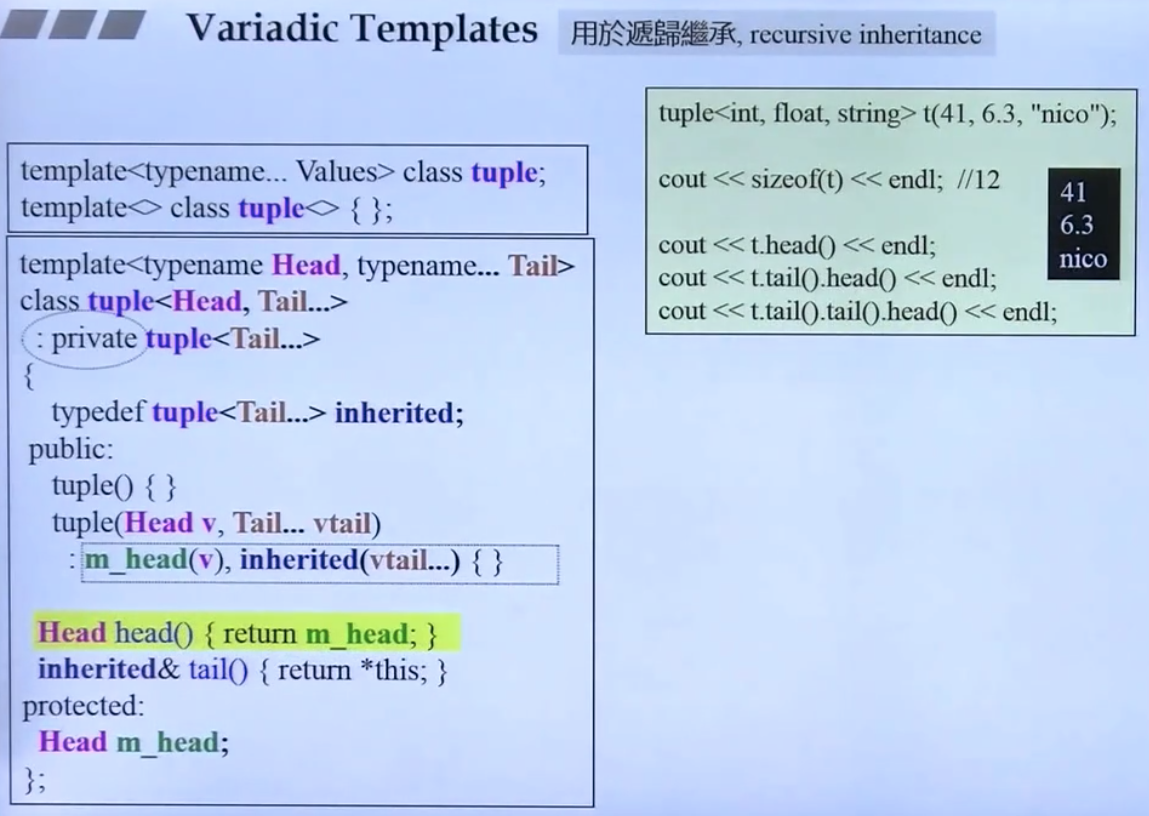 Variadic Templates
用於遞歸繼承, recursive inheritance
template<typename... Values> class tuple;
template<> class tuple<> { };
template<typename Head, typename... Tail>
class tuple<Head, Tail...>
: private tuple<Tail...>
{
typedef tuple<Tail...> inherited;
public:
tuple() { }
tuple(Head v, Tail... vtail)
: m_head(v), inherited(vtail...) { }
Head head() { return m_head; }
inherited& tail() { return *this; }
protected:
Head m_head;
};
tuple<int, float, string> t(41, 6.3, "nico");
cout << sizeof(t) << endl; //12
cout << t.head() << endl;
cout << t.tail().head() << endl;
cout << t.tail().tail().head() << endl;
41
6.3
nico